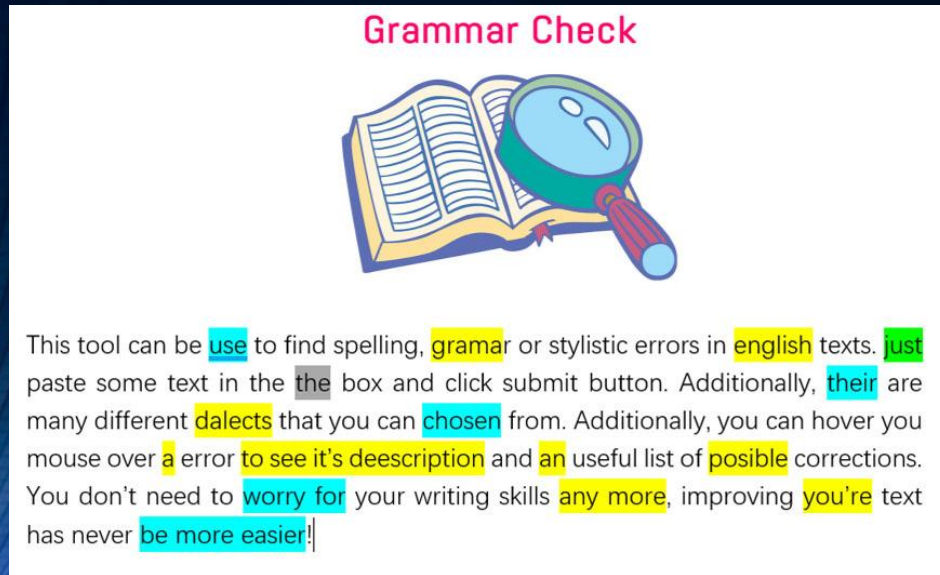 Grammar Check
This tool can be use to find spelling, gramar or stylistic errors in english texts. just
paste some text in the the box and click submit button. Additionally, their are
many different dalects that you can chosen from. Additionally, you can hover you
mouse over a error to see it's deescription and an useful list of posible corrections.
You don't need to worry for your writing skills any more, improving you're text
has never be more easier!